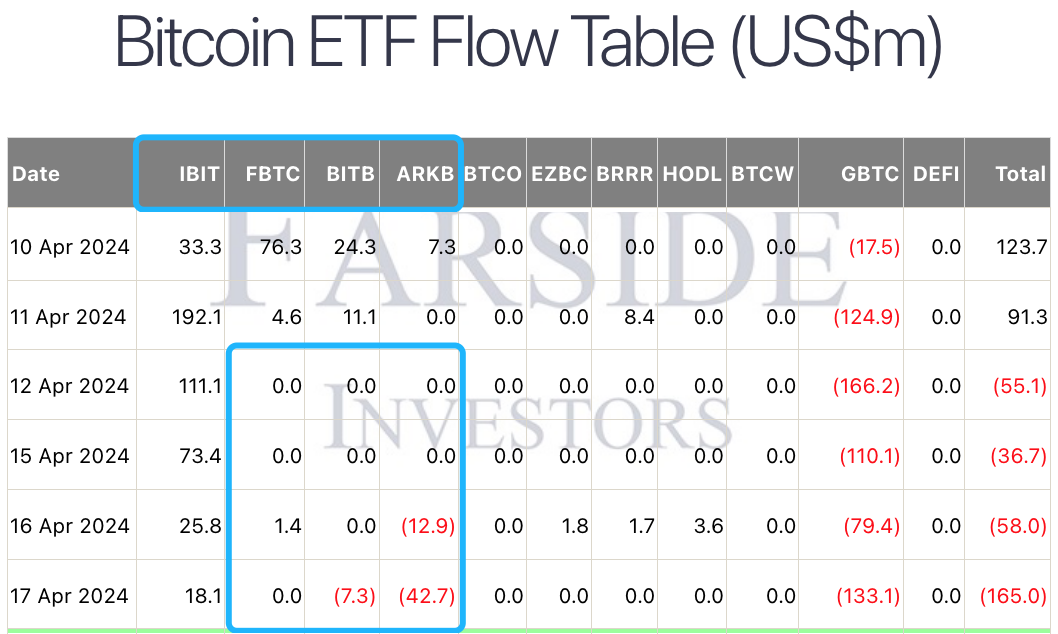 Bitcoin ETF Flow Table (US$m)
Date IBIT FBTC BITB ARKB BTCO EZBC BRRR HODL BTCW GBTC DEFI Total
FARSIDE
10 Apr 2024 33.3 76.3 24.3 7.3 0.0 0.0 0.0 0.0 0.0 (17.5) 0.0 123.7
11 Apr 2024 192.1 4.6 11.1 0.0 0.0 0.0 8.4 0.0 0.0 (124.9) 0.0 91.3
12 Apr 2024 111.1 0.0 0.0 0.0 0.0 0.0 0.0 0.0 0.0 (166.2) 0.0 (55.1)
INVESTORS
15 Apr 2024 73.4 0.0 0.0 0.0 0.0 0.0 0.0 0.0 0.0 (110.1) 0.0 (36.7)
16 Apr 2024 25.8 1.4 0.0 (12.9) 0.0 1.8 1.7 3.6 0.0 (79.4) 0.0 (58.0)
17 Apr 2024 18.1 0.0 (7.3) (42.7) 0.0 0.0 0.0 0.0 0.0 (133.1) 0.0 (165.0)